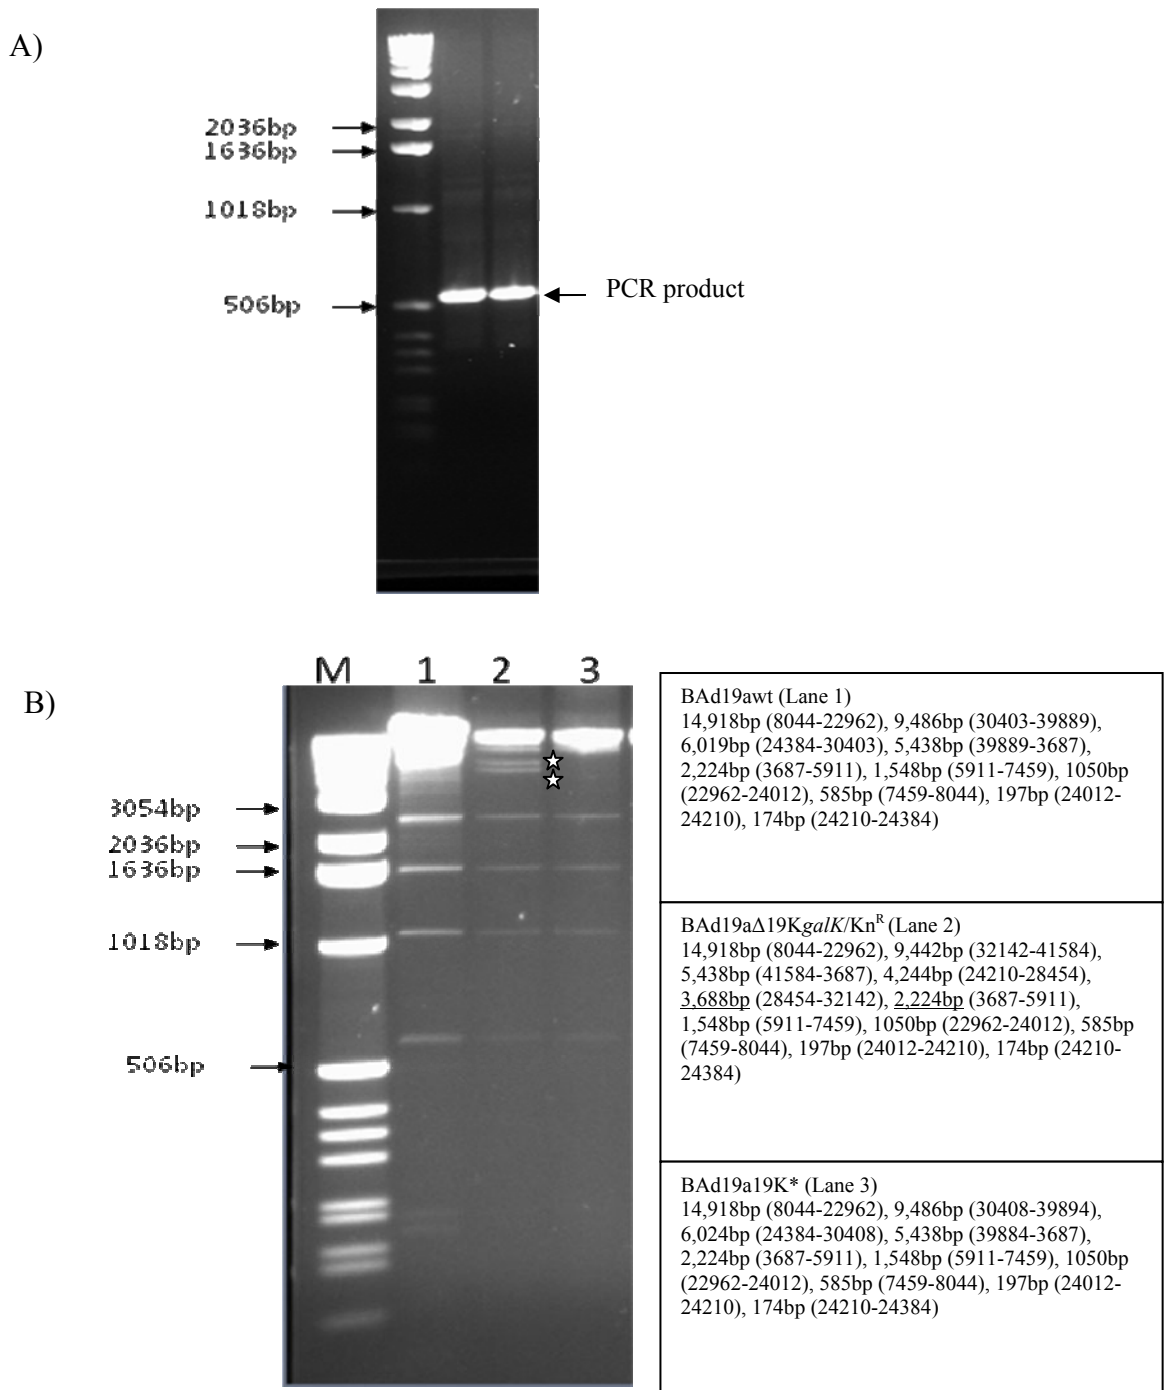 A)
2036bp
1636bp
1018bp
506bp
PCR product
B)
M 1 2 3
3054bp
2036bp
1636bp
1018bp
506bp
BAd19awt (Lane 1)
14,918bp (8044-22962), 9,486bp (30403-39889),
6,019bp (24384-30403), 5,438bp (39889-3687),
2,224bp (3687-5911), 1,548bp (5911-7459), 1050bp
(22962-24012), 585bp (7459-8044), 197bp (24012-
24210), 174bp (24210-24384)
BAd19aΔ19KgalK/Knᴿ (Lane 2)
14,918bp (8044-22962), 9,442bp (32142-41584),
5,438bp (41584-3687), 4,244bp (24210-28454),
3,688bp (28454-32142), 2,224bp (3687-5911),
1,548bp (5911-7459), 1050bp (22962-24012), 585bp
(7459-8044), 197bp (24012-24210), 174bp (24210-
24384)
BAd19a19K* (Lane 3)
14,918bp (8044-22962), 9,486bp (30408-39894),
6,024bp (24384-30408), 5,438bp (39884-3687),
2,224bp (3687-5911), 1,548bp (5911-7459), 1050bp
(22962-24012), 585bp (7459-8044), 197bp (24012-
24210), 174bp (24210-24384)